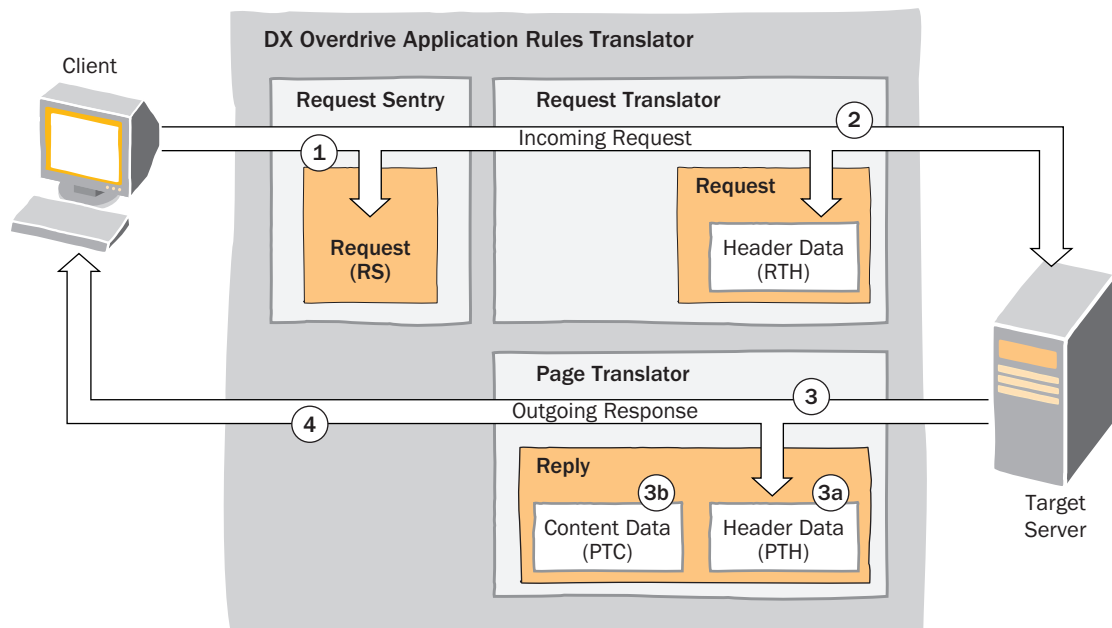 DX Overdrive Application Rules Translator
Client
Request Sentry
Request Translator
2
Incoming Request
1
Request
Request
(RS)
Header Data
(RTH)
Page Translator
3
Outgoing Response
4
Reply
3b
3a
Content Data
(PTC)
Header Data
(PTH)
Target
Server